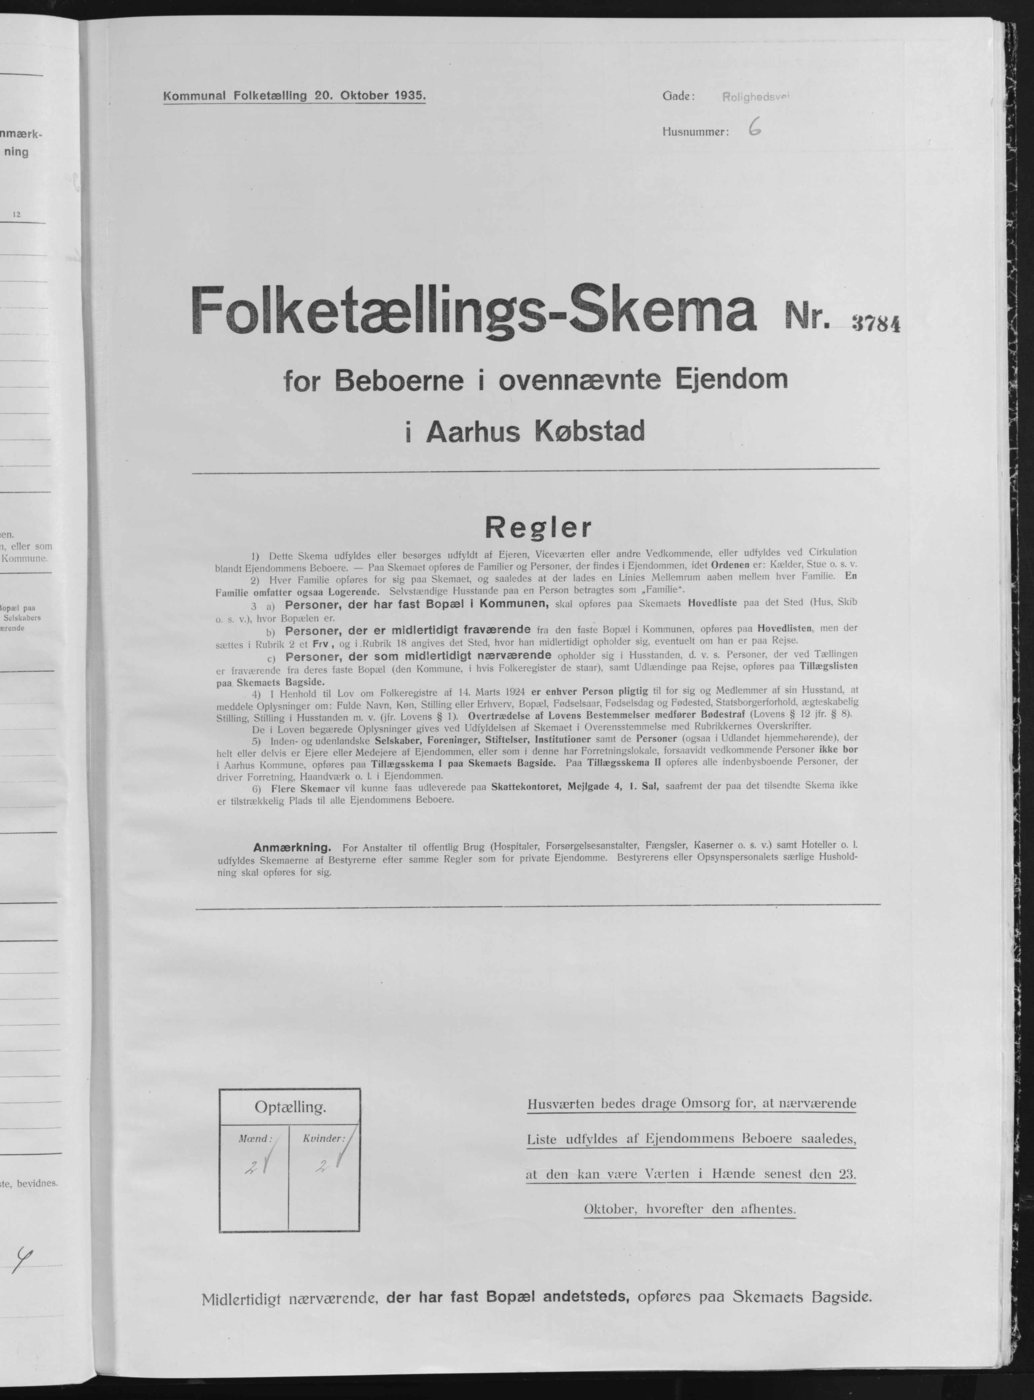 nmærk-
ning
12
en.
n, eller som
Kommune.
Bopæl paa
Selskabers
ærende
te, bevidnes.
4
Kommunal Folketælling 20. Oktober 1935.
Gade: Rolighedsvej
Husnummer: 6
Folketællings-Skema Nr. 3784
for Beboerne i ovennævnte Ejendom
i Aarhus Købstad
Regler
1) Dette Skema udfyldes eller besørges udfyldt af Ejeren, Viceværten eller andre Vedkommende, eller udfyldes ved Cirkulation
blandt Ejendommens Beboere. — Paa Skemaet opføres de Familier og Personer, der findes i Ejendommen, idet Ordenen er: Kælder, Stue o. s. v.
2) Hver Familie opføres for sig paa Skemaet, og saaledes at der lades en Linies Mellemrum aaben mellem hver Familie. En
Familie omfatter ogsaa Logerende. Selvstændige Husstande paa en Person betragtes som „Familie“.
3 a) Personer, der har fast Bopæl i Kommunen, skal opføres paa Skemaets Hovedliste paa det Sted (Hus, Skib
o. s. v.), hvor Bopælen er.
b) Personer, der er midlertidigt fraværende fra den faste Bopæl i Kommunen, opføres paa Hovedlisten, men der
sættes i Rubrik 2 et Frv, og i Rubrik 18 angives det Sted, hvor han midlertidigt opholder sig, eventuelt om han er paa Rejse.
c) Personer, der som midlertidigt nærværende opholder sig i Husstanden, d. v. s. Personer, der ved Tællingen
er fraværende fra deres faste Bopæl (den Kommune, i hvis Folkeregister de staar), samt Udlændinge paa Rejse, opføres paa Tillægslisten
paa Skemaets Bagside.
4) I Henhold til Lov om Folkeregistre af 14. Marts 1924 er enhver Person pligtig til for sig og Medlemmer af sin Husstand, at
meddele Oplysninger om: Fulde Navn, Køn, Stilling eller Erhverv, Bopæl, Fødselsaar, Fødselsdag og Fødested, Statsborgerforhold, ægteskabelig
Stilling, Stilling i Husstanden m. v. (jfr. Lovens § 1). Overtrædelse af Lovens Bestemmelser medfører Bødestraf (Lovens § 12 jfr. § 8).
De i Loven begærede Oplysninger gives ved Udfyldelsen af Skemaet i Overensstemmelse med Rubrikkernes Overskrifter.
5) Inden- og udenlandske Selskaber, Foreninger, Stiftelser, Institutioner samt de Personer (ogsaa i Udlandet hjemmehørende), der
helt eller delvis er Ejere eller Medejere af Ejendommen, eller som i denne har Forretningslokale, forsaavidt vedkommende Personer ikke bor
i Aarhus Kommune, opføres paa Tillægsskema I paa Skemaets Bagside. Paa Tillægsskema II opføres alle indenbysboende Personer, der
driver Forretning, Haandværk o. l. i Ejendommen.
6) Flere Skemaer vil kunne faas udleverede paa Skattekontoret, Mejlgade 4, 1. Sal, saafremt der paa det tilsendte Skema ikke
er tilstrækkelig Plads til alle Ejendommens Beboere.
Anmærkning. For Anstalter til offentlig Brug (Hospitaler, Forsørgelsesanstalter, Fængsler, Kaserner o. s. v.) samt Hoteller o. l.
udfyldes Skemaerne af Bestyrerne efter samme Regler som for private Ejendomme. Bestyrerens eller Opsynspersonalets særlige Hushold-
ning skal opføres for sig.
Optælling.
Mænd: Kvinder:
2 2
Husværten bedes drage Omsorg for, at nærværende
Liste udfyldes af Ejendommens Beboere saaledes,
at den kan være Værten i Hænde senest den 23.
Oktober, hvorefter den afhentes.
Midlertidigt nærværende, der har fast Bopæl andetsteds, opføres paa Skemaets Bagside.